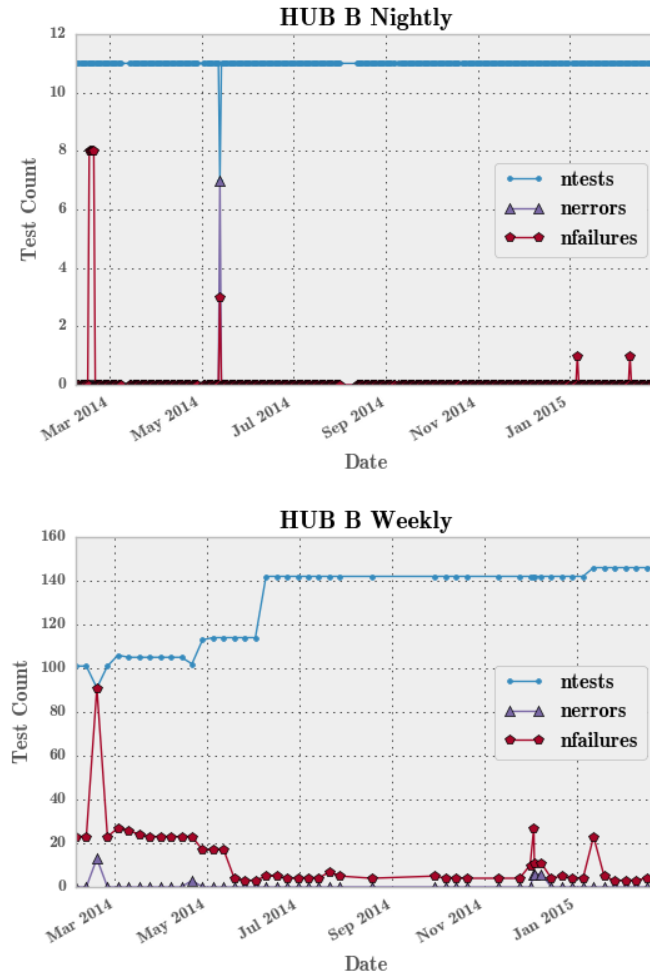 HUB B Nightly
12
10
8
6
4
2
0
Test Count
ntests
nerrors
nfailures
Mar 2014
May 2014
Jul 2014
Sep 2014
Nov 2014
Jan 2015
Date
HUB B Weekly
160
140
120
100
80
60
40
20
0
Test Count
ntests
nerrors
nfailures
Mar 2014
May 2014
Jul 2014
Sep 2014
Nov 2014
Jan 2015
Date